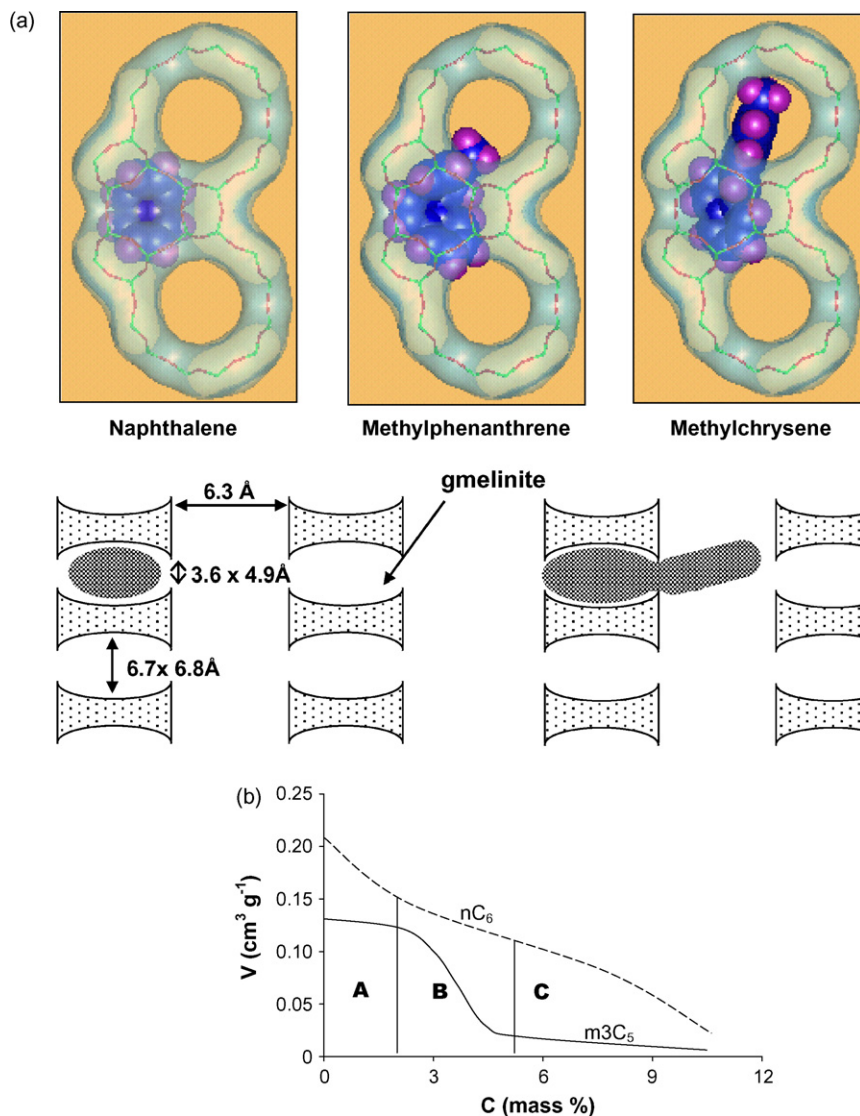 (a)
Naphthalene Methylphenanthrene Methylchrysene
gmelinite
6.3 Å
3.6 x 4.9Å
6.7x 6.8Å
(b)
0.25
0.20
0.15
0.10
0.05
0
V (cm³ g⁻¹)
nC₆
A B C
m3C₅
0 3 6 9 12
C (mass %)